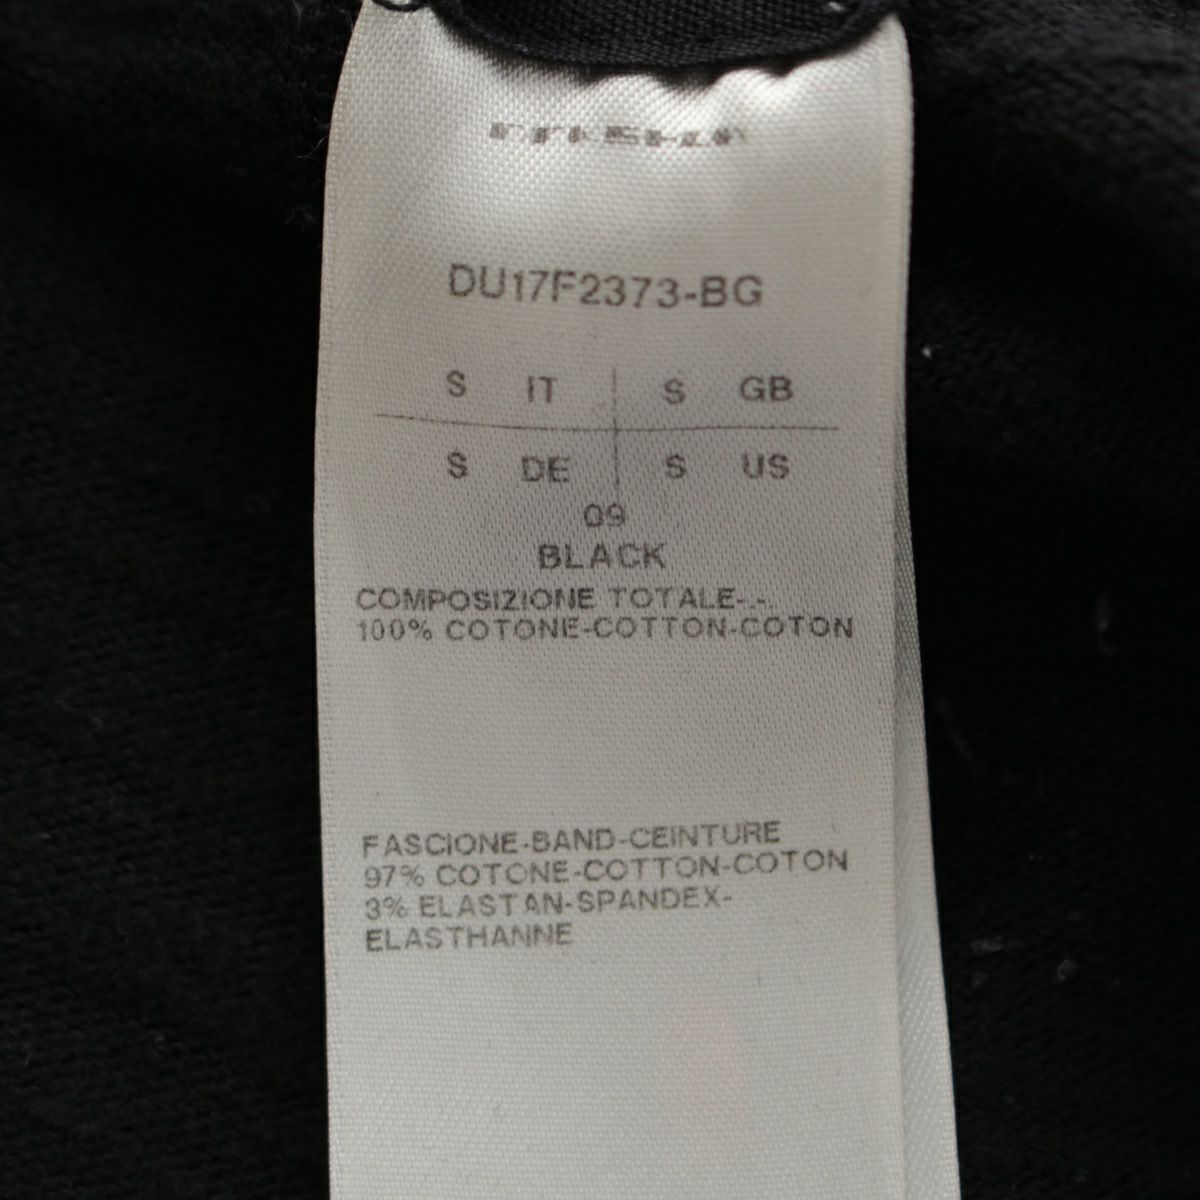 DU17F2373-BG
S IT S GB
S DE S US
09
BLACK
COMPOSIZIONE TOTALE-.-.
100% COTONE-COTTON-COTON
FASCIONE-BAND-CEINTURE
97% COTONE-COTTON-COTON
3% ELASTAN-SPANDEX-
ELASTHANNE